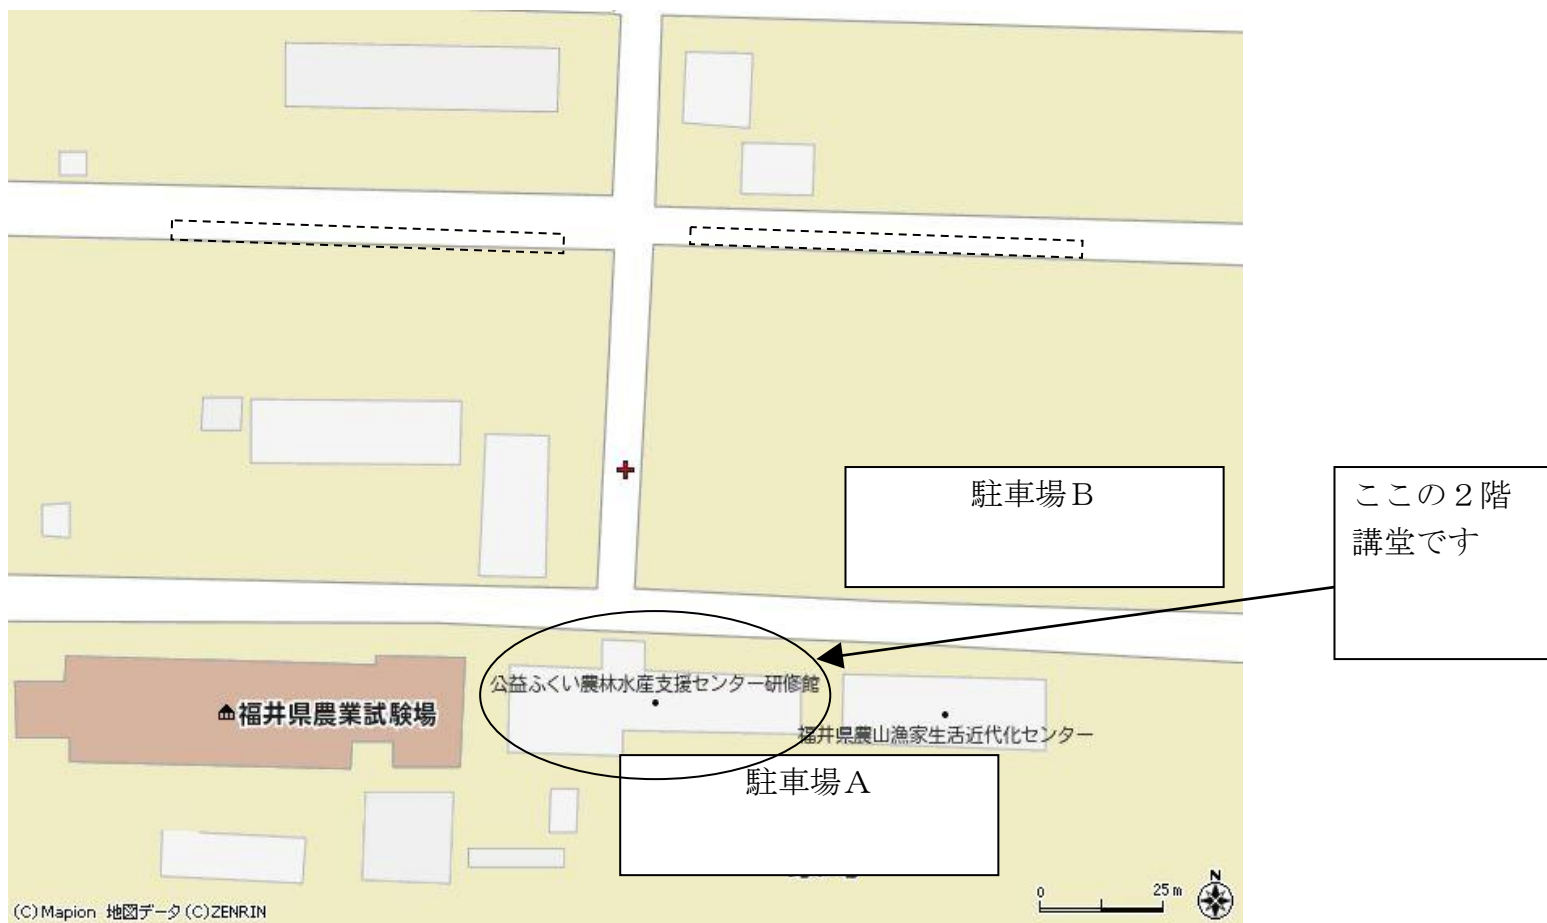 駐車場Ｂ
ここの２階
講堂です
公益ふくい農林水産支援センター研修館
福井県農業試験場
福井県農山漁家生活近代化センター
駐車場Ａ
0 25m
N
(C)Mapion 地図データ(C)ZENRIN